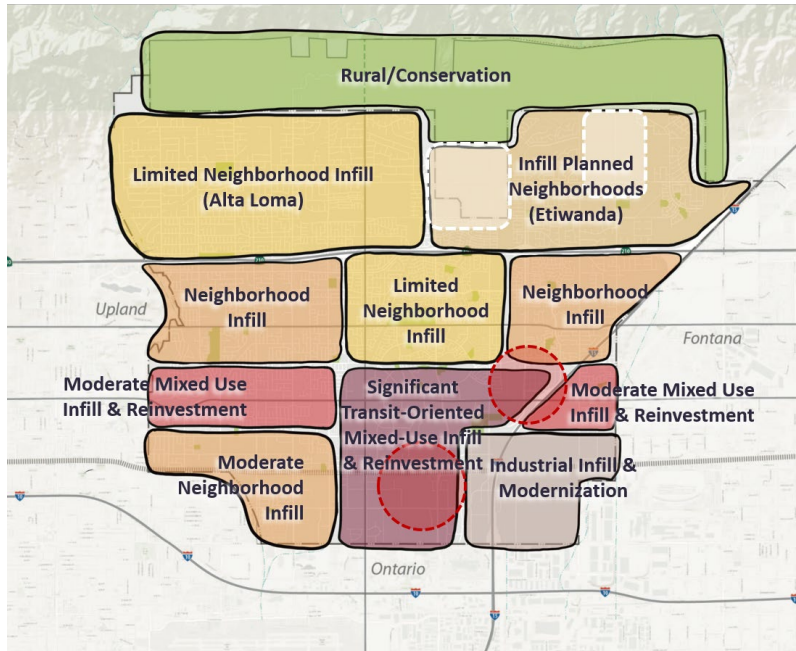 Rural/Conservation
Limited Neighborhood Infill
(Alta Loma)
Infill Planned
Neighborhoods
(Etiwanda)
Upland
Neighborhood
Infill
Limited
Neighborhood
Infill
Neighborhood
Infill
Fontana
Moderate Mixed Use
Infill & Reinvestment
Significant
Transit-Oriented
Mixed-Use Infill
& Reinvestment
Moderate Mixed Use
Infill & Reinvestment
Moderate
Neighborhood
Infill
Industrial Infill &
Modernization
Ontario